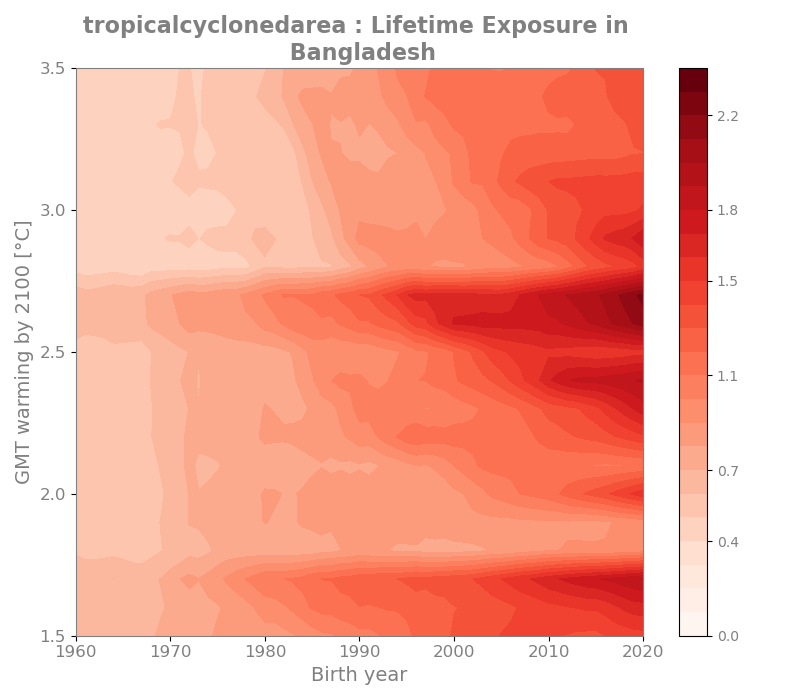 tropicalcyclonedarea : Lifetime Exposure in
Bangladesh
3.5
3.0
2.5
2.0
1.5
GMT warming by 2100 [°C]
1960 1970 1980 1990 2000 2010 2020
Birth year
2.2
1.8
1.5
1.1
0.7
0.4
0.0